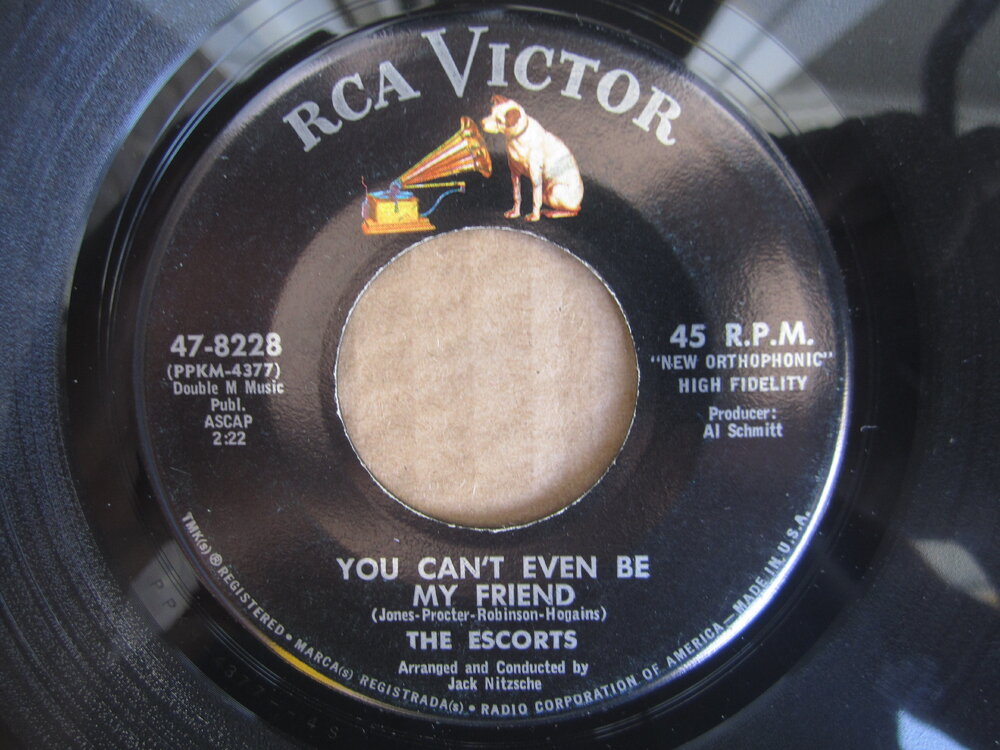 RCA VICTOR
47-8228
(PPKM-4377)
Double M Music
Publ.
ASCAP
2:22
45 R.P.M.
"NEW ORTHOPHONIC"
HIGH FIDELITY
Producer:
Al Schmitt
YOU CAN'T EVEN BE
MY FRIEND
(Jones-Procter-Robinson-Hogains)
THE ESCORTS
Arranged and Conducted by
Jack Nitzsche
TMK(s) ® REGISTERED • MARCA(s) REGISTRADA(s) • RADIO CORPORATION OF AMERICA—MADE IN U.S.A.